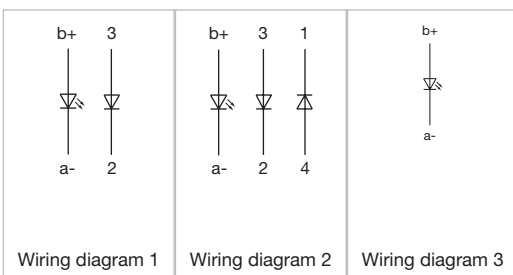 b+ 3
a- 2
Wiring diagram 1
b+ 3 1
a- 2 4
Wiring diagram 2
b+
a-
Wiring diagram 3